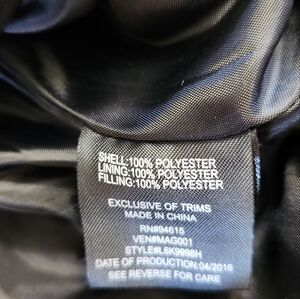 SHELL:100% POLYESTER
LINING:100% POLYESTER
FILLING:100% POLYESTER
EXCLUSIVE OF TRIMS
MADE IN CHINA
RN#94615
VEN#MAG001
STYLE#L6K9998H
DATE OF PRODUCTION:04/2016
SEE REVERSE FOR CARE